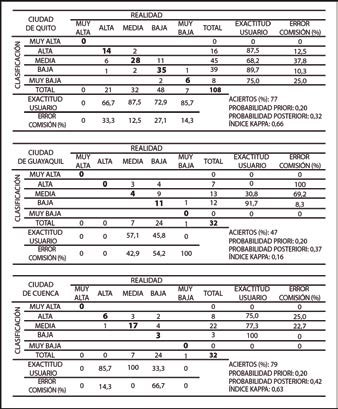 CIUDAD DE QUITO REALIDAD
MUY ALTA ALTA MEDIA BAJA MUY BAJA TOTAL EXACTITUD USUARIO ERROR COMISIÓN (%)
CLASIFICACIÓN
MUY ALTA 0 0 0 0
ALTA 14 2 16 87,5 12,5
MEDIA 6 28 11 45 68,2 37,8
BAJA 1 2 35 1 39 89,7 10,3
MUY BAJA 2 6 8 75,0 25,0
TOTAL 0 21 32 48 7 108
EXACTITUD USUARIO 0 66,7 87,5 72,9 85,7
ERROR COMISIÓN (%) 0 33,3 12,5 27,1 14,3
ACIERTOS (%): 77
PROBABILIDAD PRIORI: 0,20
PROBABILIDAD POSTERIOR: 0,32
ÍNDICE KAPPA: 0,66
CIUDAD DE GUAYAQUIL REALIDAD
MUY ALTA ALTA MEDIA BAJA MUY BAJA TOTAL EXACTITUD USUARIO ERROR COMISIÓN (%)
CLASIFICACIÓN
MUY ALTA 0 0 0 0
ALTA 0 3 4 7 0 100
MEDIA 4 9 13 30,8 69,2
BAJA 11 1 12 91,7 8,3
MUY BAJA 0 0 0 0
TOTAL 0 0 7 24 1 32
EXACTITUD USUARIO 0 0 57,1 45,8 0
ERROR COMISIÓN (%) 0 0 42,9 54,2 100
ACIERTOS (%): 47
PROBABILIDAD PRIORI: 0,20
PROBABILIDAD POSTERIOR: 0,37
ÍNDICE KAPPA: 0,16
CIUDAD DE CUENCA REALIDAD
MUY ALTA ALTA MEDIA BAJA MUY BAJA TOTAL EXACTITUD USUARIO ERROR COMISIÓN (%)
CLASIFICACIÓN
MUY ALTA 0 0 0 0
ALTA 6 3 2 8 75,0 25,0
MEDIA 1 17 4 22 77,3 22,7
BAJA 3 3 100 0
MUY BAJA 0 0 0 0
TOTAL 0 0 7 24 1 32
EXACTITUD USUARIO 0 85,7 100 33,3 0
ERROR COMISIÓN (%) 0 14,3 0 66,7 0
ACIERTOS (%): 79
PROBABILIDAD PRIORI: 0,20
PROBABILIDAD POSTERIOR: 0,42
ÍNDICE KAPPA: 0,63